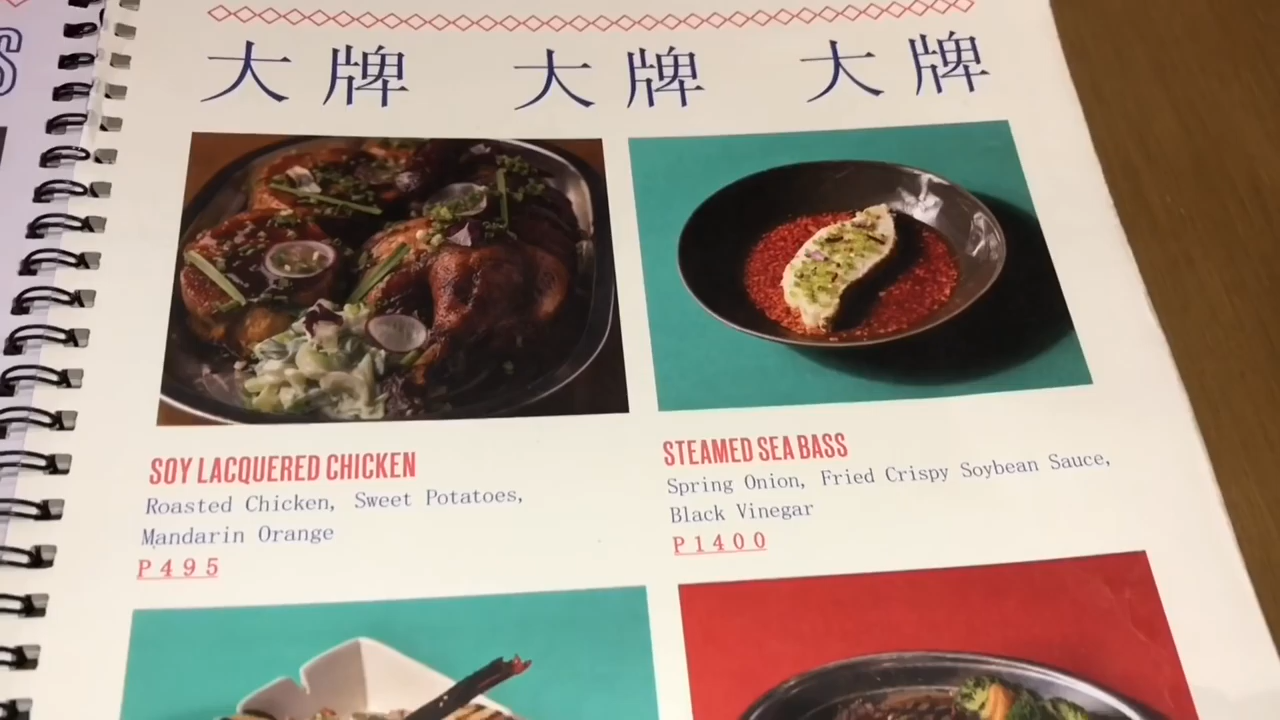 大牌 大牌 大牌
SOY LACQUERED CHICKEN
Roasted Chicken, Sweet Potatoes,
Mandarin Orange
P495
STEAMED SEA BASS
Spring Onion, Fried Crispy Soybean Sauce,
Black Vinegar
P1400